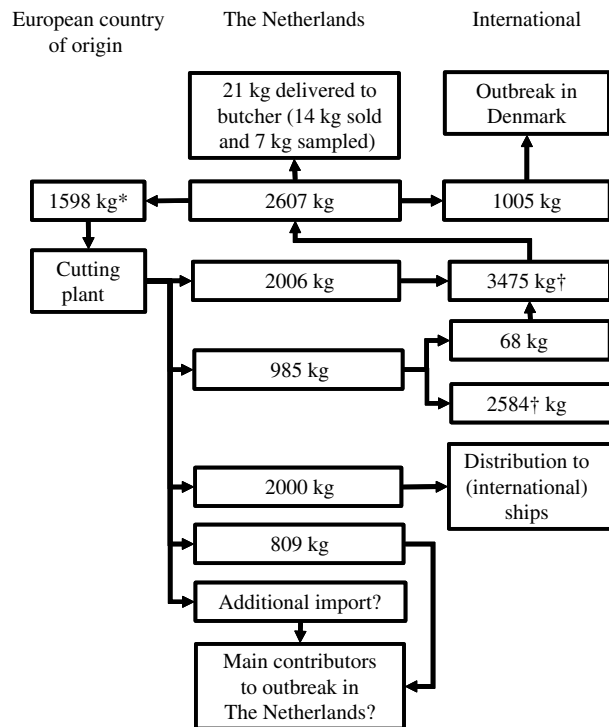 European country
of origin
The Netherlands
International
21 kg delivered to
butcher (14 kg sold
and 7 kg sampled)
Outbreak in
Denmark
1598 kg*
2607 kg
1005 kg
Cutting
plant
2006 kg
3475 kg†
68 kg
985 kg
2584† kg
2000 kg
Distribution to
(international)
ships
809 kg
Additional import?
Main contributors
to outbreak in
The Netherlands?